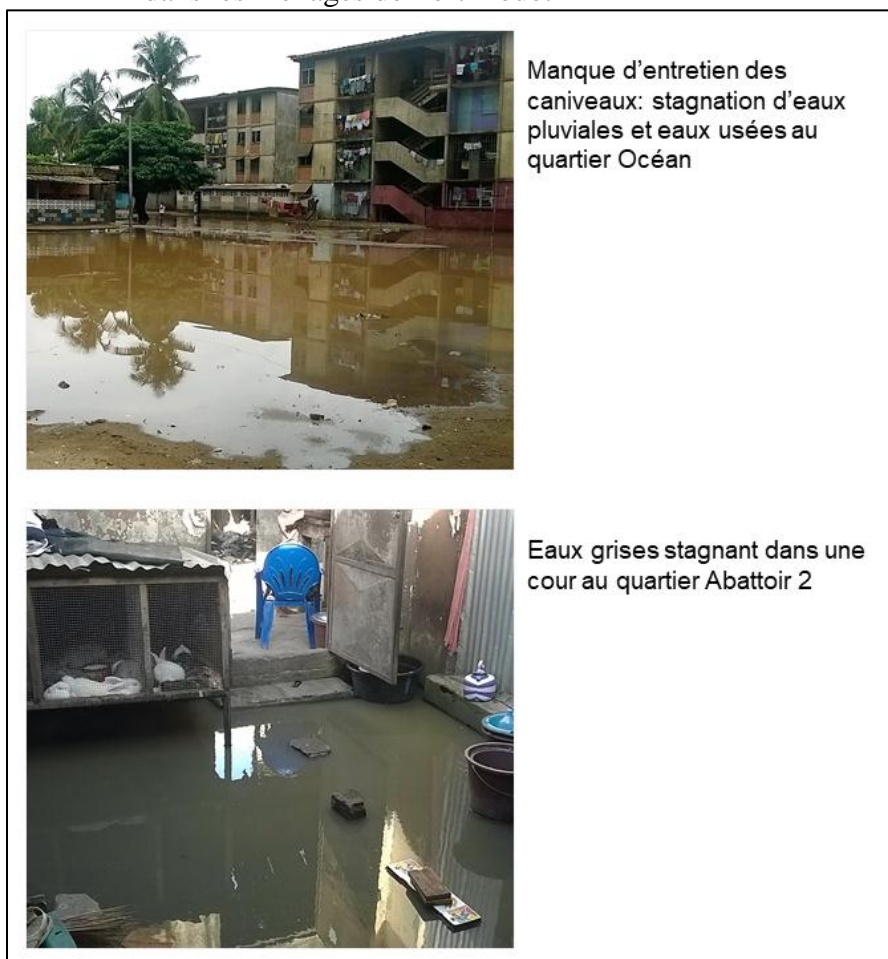 Manque d'entretien des
caniveaux: stagnation d'eaux
pluviales et eaux usées au
quartier Océan
Eaux grises stagnant dans une
cour au quartier Abattoir 2